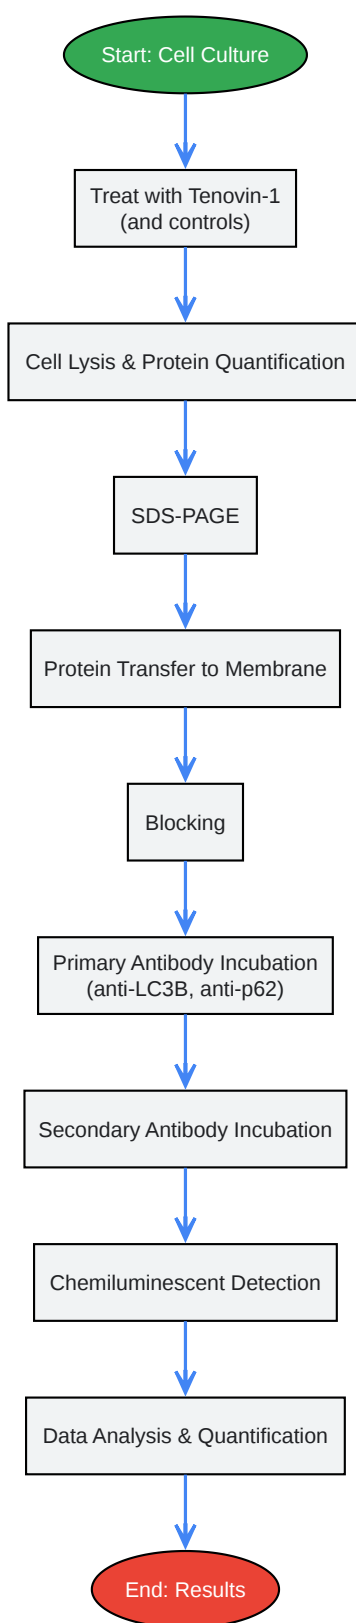 Start: Cell Culture
Treat with Tenovin-1
(and controls)
Cell Lysis & Protein Quantification
SDS-PAGE
Protein Transfer to Membrane
Blocking
Primary Antibody Incubation
(anti-LC3B, anti-p62)
Secondary Antibody Incubation
Chemiluminescent Detection
Data Analysis & Quantification
End: Results